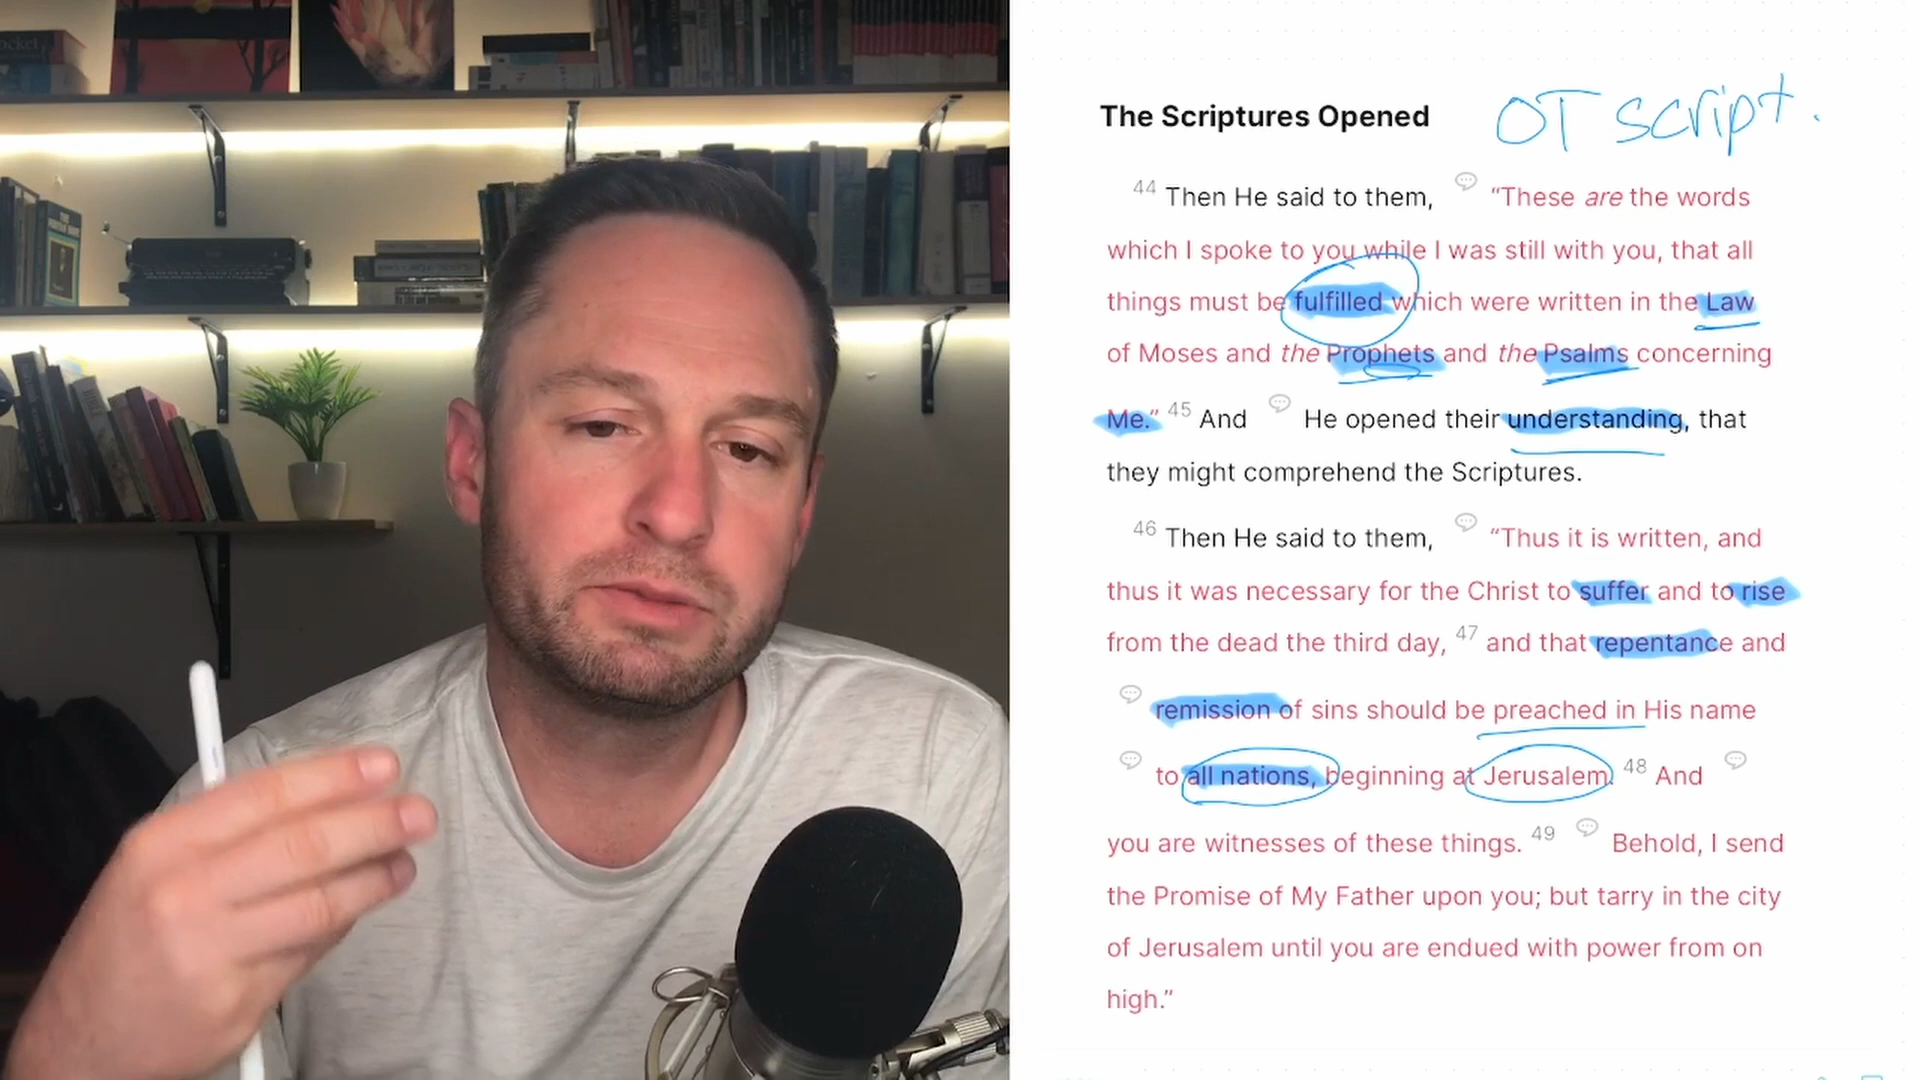 ocket
The Scriptures Opened
OT script.
44 Then He said to them, “These are the words
which I spoke to you while I was still with you, that all
things must be fulfilled which were written in the Law
of Moses and the Prophets and the Psalms concerning
Me.” 45 And He opened their understanding, that
they might comprehend the Scriptures.
46 Then He said to them, “Thus it is written, and
thus it was necessary for the Christ to suffer and to rise
from the dead the third day, 47 and that repentance and
remission of sins should be preached in His name
to all nations, beginning at Jerusalem. 48 And
you are witnesses of these things. 49 Behold, I send
the Promise of My Father upon you; but tarry in the city
of Jerusalem until you are endued with power from on
high.”